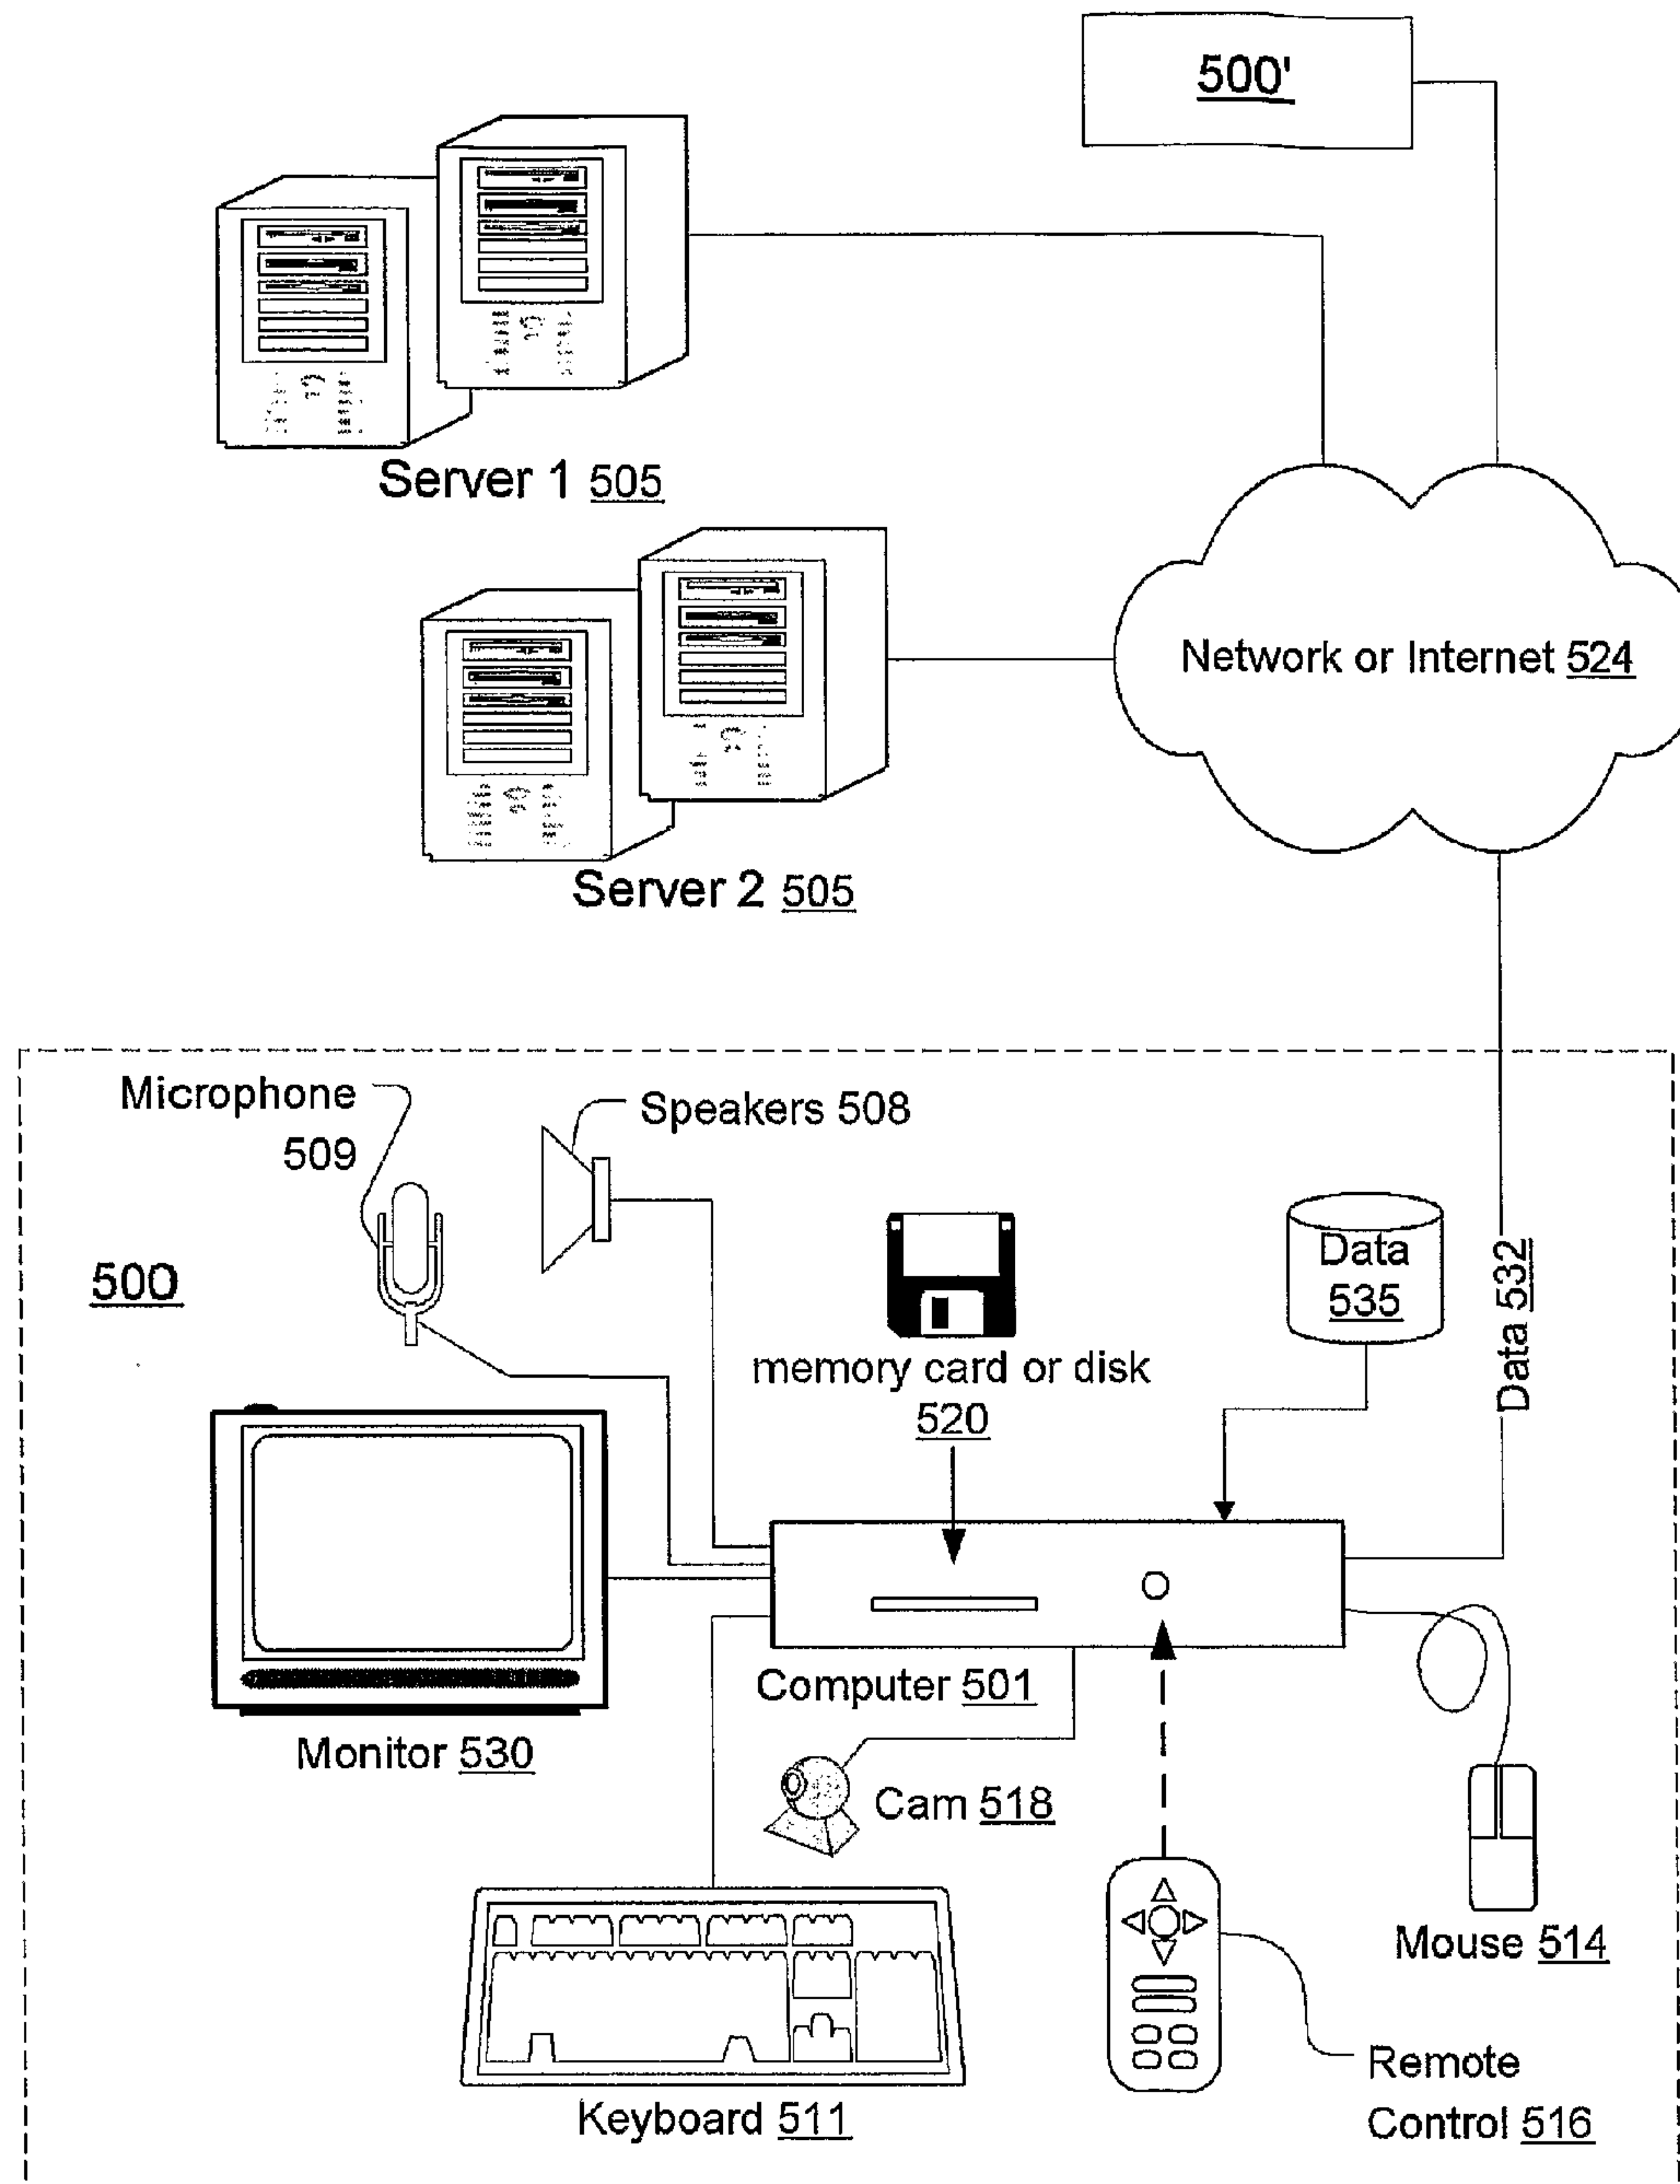 500'
Server 1 505
Network or Internet 524
Server 2 505
Microphone
509
Speakers 508
500
memory card or disk
520
Data
535
Data 532
Computer 501
Monitor 530
Cam 518
Mouse 514
Keyboard 511
Remote
Control 516